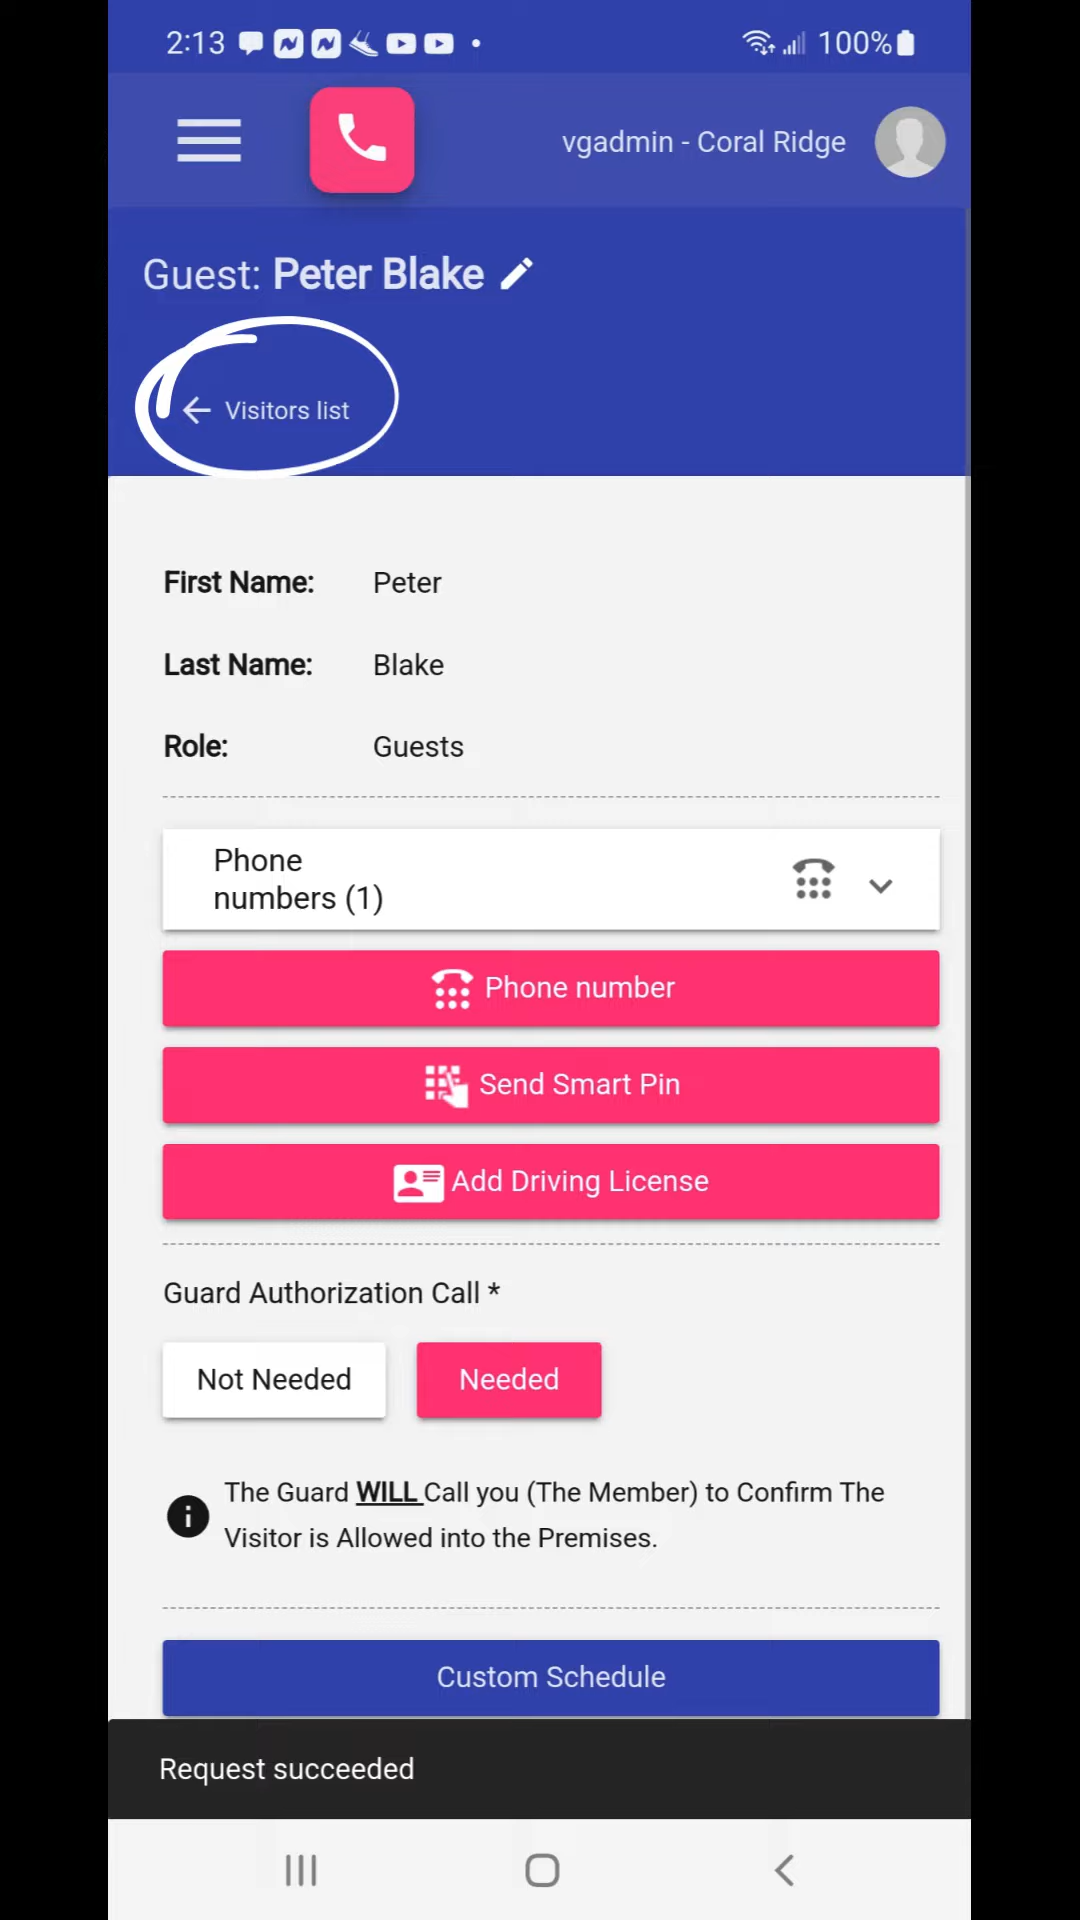 2:13
100%
vgadmin - Coral Ridge
Guest: Peter Blake
Visitors list
First Name: Peter
Last Name: Blake
Role: Guests
Phone
numbers (1)
Phone number
Send Smart Pin
Add Driving License
Guard Authorization Call *
Not Needed Needed
The Guard WILL Call you (The Member) to Confirm The
Visitor is Allowed into the Premises.
Custom Schedule
Request succeeded